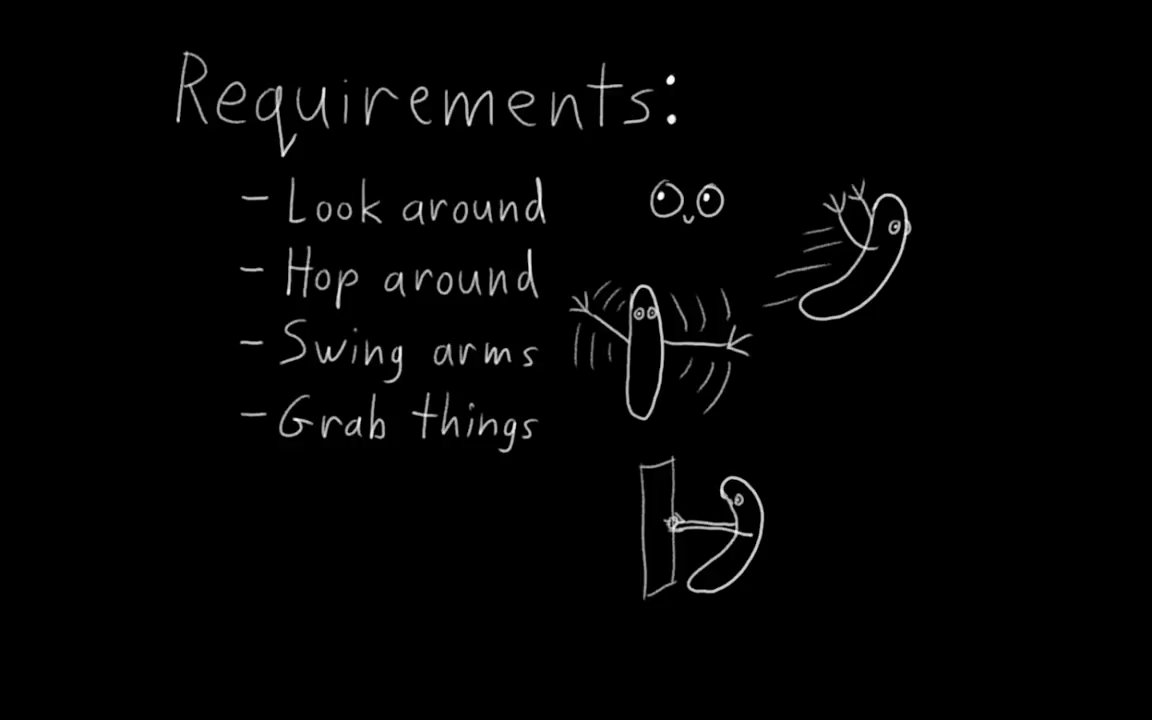 Requirements:
- Look around
- Hop around
- Swing arms
- Grab things